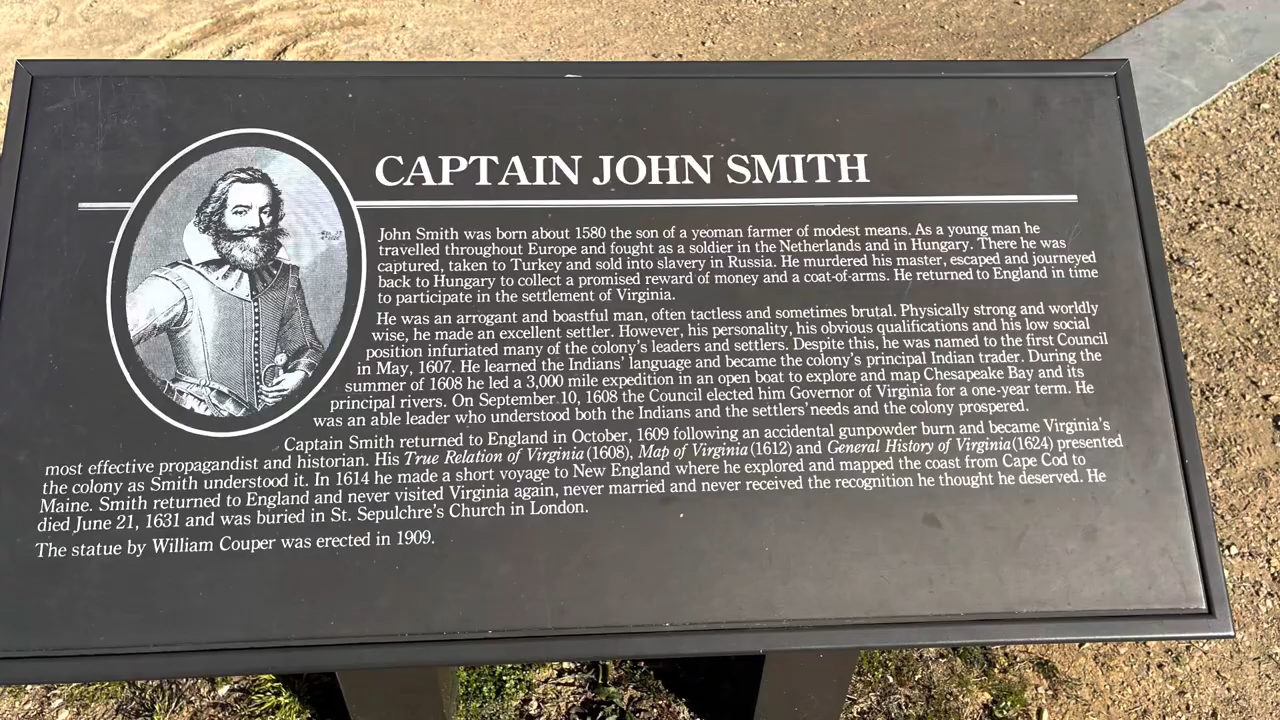 CAPTAIN JOHN SMITH
John Smith was born about 1580 the son of a yeoman farmer of modest means. As a young man he
travelled throughout Europe and fought as a soldier in the Netherlands and in Hungary. There he was
captured, taken to Turkey and sold into slavery in Russia. He murdered his master, escaped and journeyed
back to Hungary to collect a promised reward of money and a coat-of-arms. He returned to England in time
to participate in the settlement of Virginia.
He was an arrogant and boastful man, often tactless and sometimes brutal. Physically strong and worldly
wise, he made an excellent settler. However, his personality, his obvious qualifications and his low social
position infuriated many of the colony's leaders and settlers. Despite this, he was named to the first Council
in May, 1607. He learned the Indians' language and became the colony's principal Indian trader. During the
summer of 1608 he led a 3,000 mile expedition in an open boat to explore and map Chesapeake Bay and its
principal rivers. On September 10, 1608 the Council elected him Governor of Virginia for a one-year term. He
was an able leader who understood both the Indians and the settlers' needs and the colony prospered.
Captain Smith returned to England in October, 1609 following an accidental gunpowder burn and became Virginia's
most effective propagandist and historian. His True Relation of Virginia (1608), Map of Virginia (1612) and General History of Virginia (1624) presented
the colony as Smith understood it. In 1614 he made a short voyage to New England where he explored and mapped the coast from Cape Cod to
Maine. Smith returned to England and never visited Virginia again, never married and never received the recognition he thought he deserved. He
died June 21, 1631 and was buried in St. Sepulchre's Church in London.
The statue by William Couper was erected in 1909.